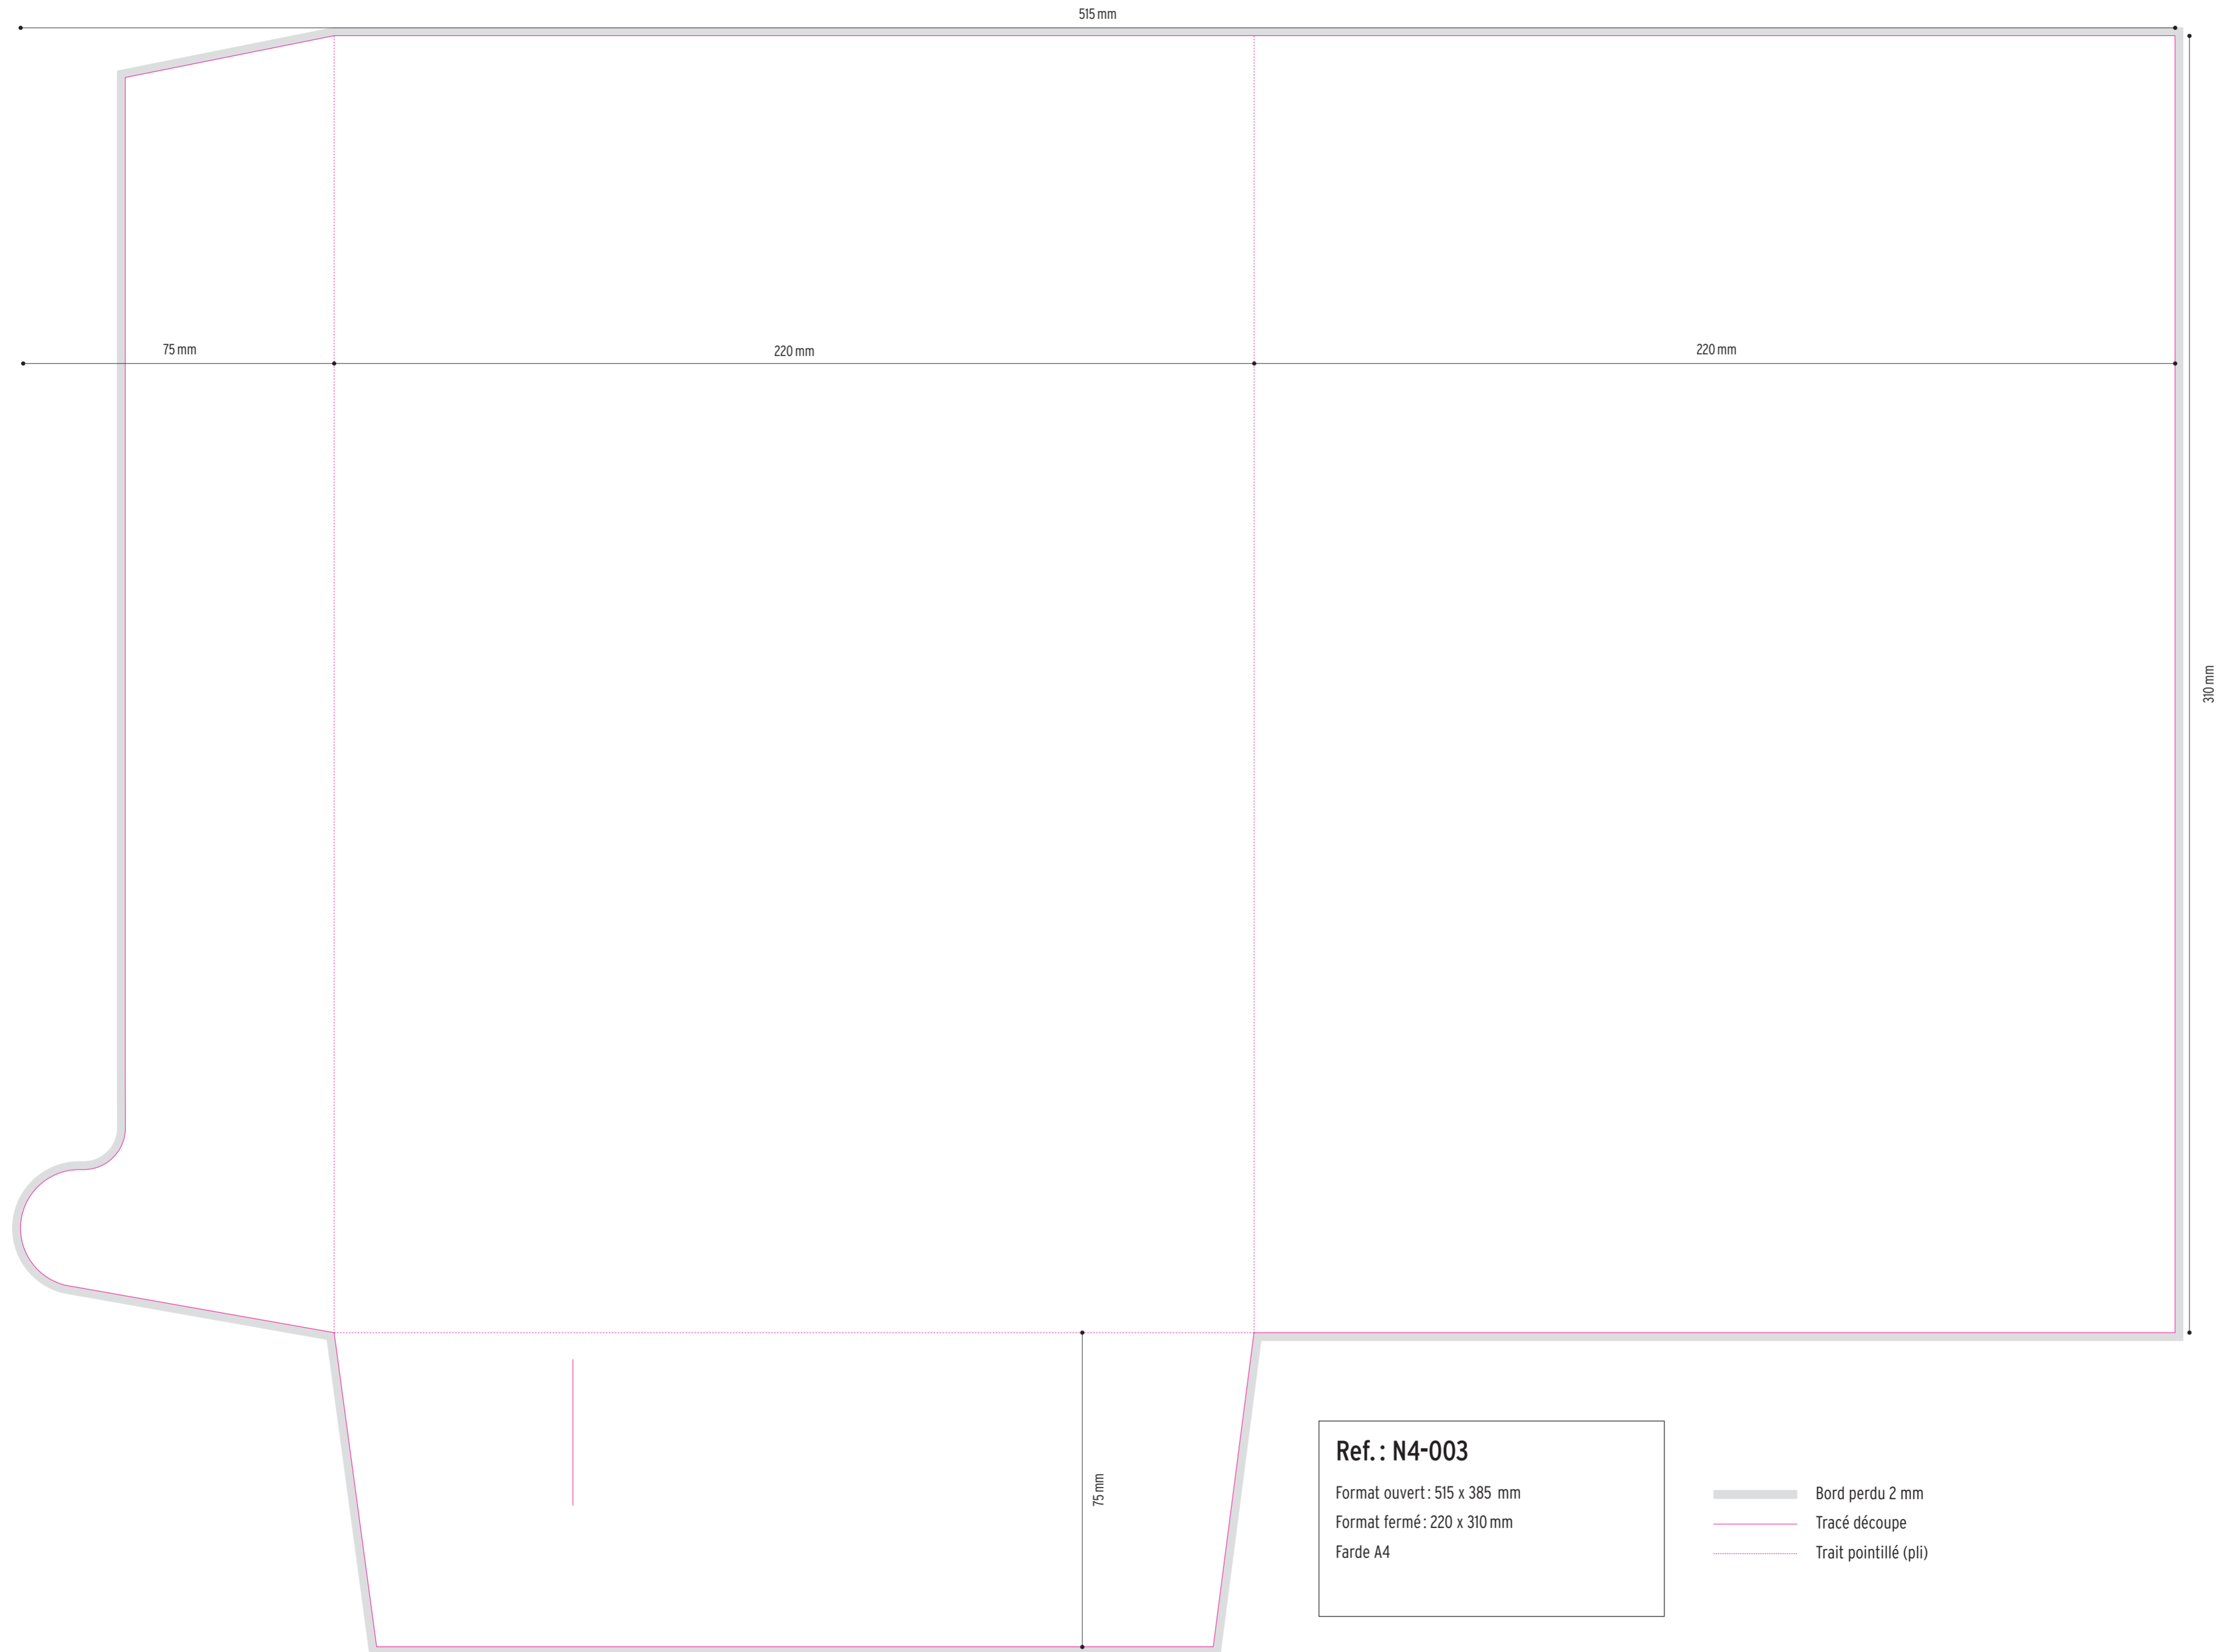 515 mm
75 mm
220 mm
220 mm
310 mm
75 mm
Ref. : N4-003
Format ouvert : 515 x 385 mm
Format fermé : 220 x 310 mm
Farde A4
Bord perdu 2 mm
Tracé découpe
Trait pointillé (pli)